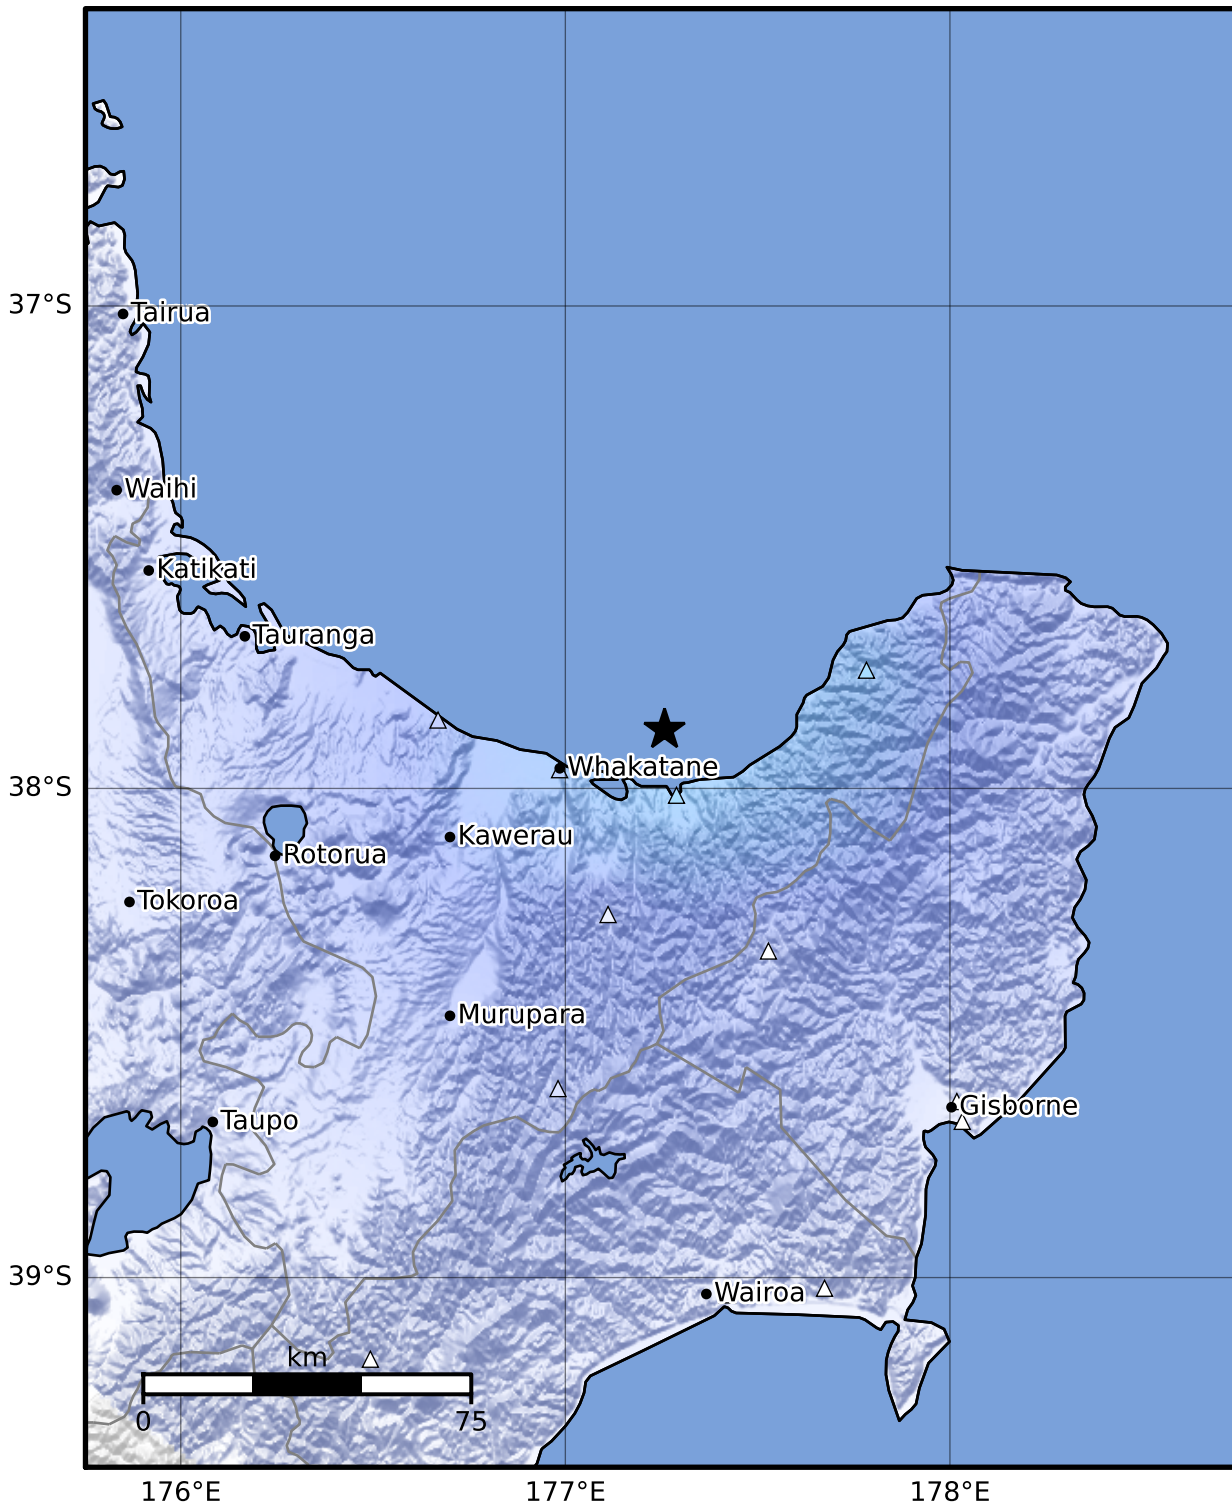 37°S
Tairua
Waihi
Katikati
Tauranga
Whakatane
38°S
Kawerau
Rotorua
Tokoroa
Murupara
Gisborne
Taupo
39°S
Wairoa
km
0 75
176°E 177°E 178°E